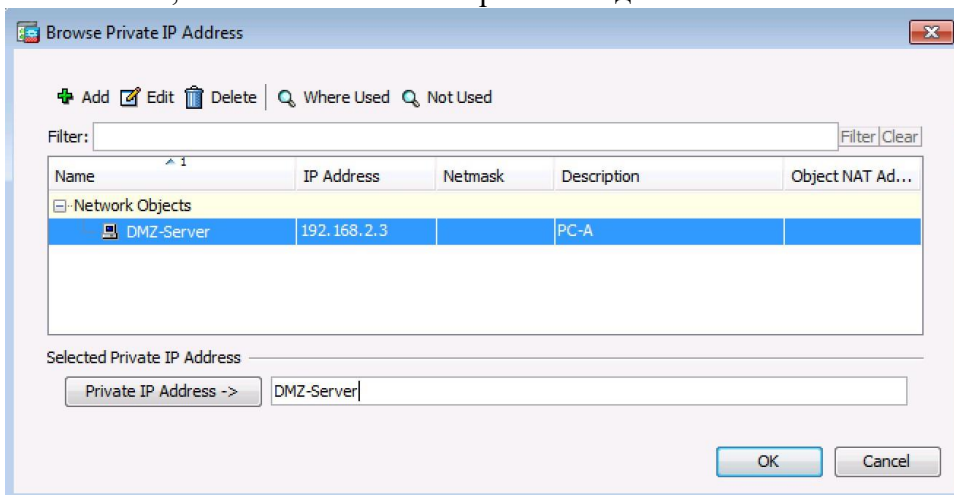 Browse Private IP Address
Add Edit Delete Where Used Not Used
Filter: Filter Clear
1
Name IP Address Netmask Description Object NAT Ad...
Network Objects
DMZ-Server 192.168.2.3 PC-A
Selected Private IP Address
Private IP Address -> DMZ-Server
OK Cancel